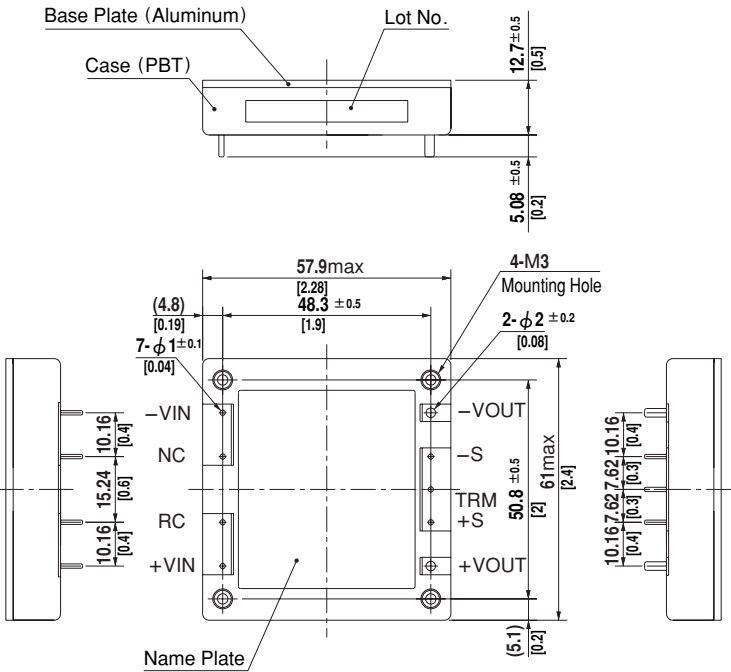 Base Plate (Aluminum)
Lot No.
Case (PBT)
12.7±0.5
[0.5]
5.08 ±0.5
[0.2]
57.9max
[2.28]
4-M3
Mounting Hole
(4.8)
[0.19]
48.3 ±0.5
[1.9]
2-ϕ2 ±0.2
[0.08]
7-ϕ1±0.1
[0.04]
−VIN
NC
RC
+VIN
−VOUT
−S
TRM
+S
+VOUT
10.16
[0.4]
15.24
[0.6]
10.16
[0.4]
50.8 ±0.5
[2]
61max
[2.4]
(5.1)
[0.2]
10.16
[0.4]
7.62
[0.3]
7.62
[0.3]
10.16
[0.4]
Name Plate